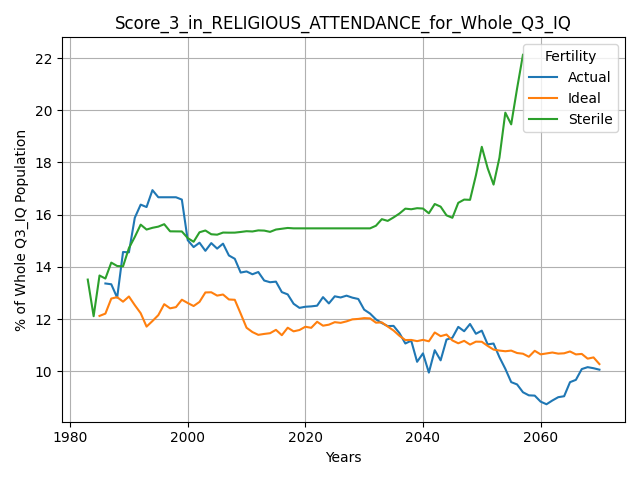 Score_3_in_RELIGIOUS_ATTENDANCE_for_Whole_Q3_IQ
% of Whole Q3_IQ Population
22
20
18
16
14
12
10
Fertility
Actual
Ideal
Sterile
1980
2000
2020
2040
2060
Years